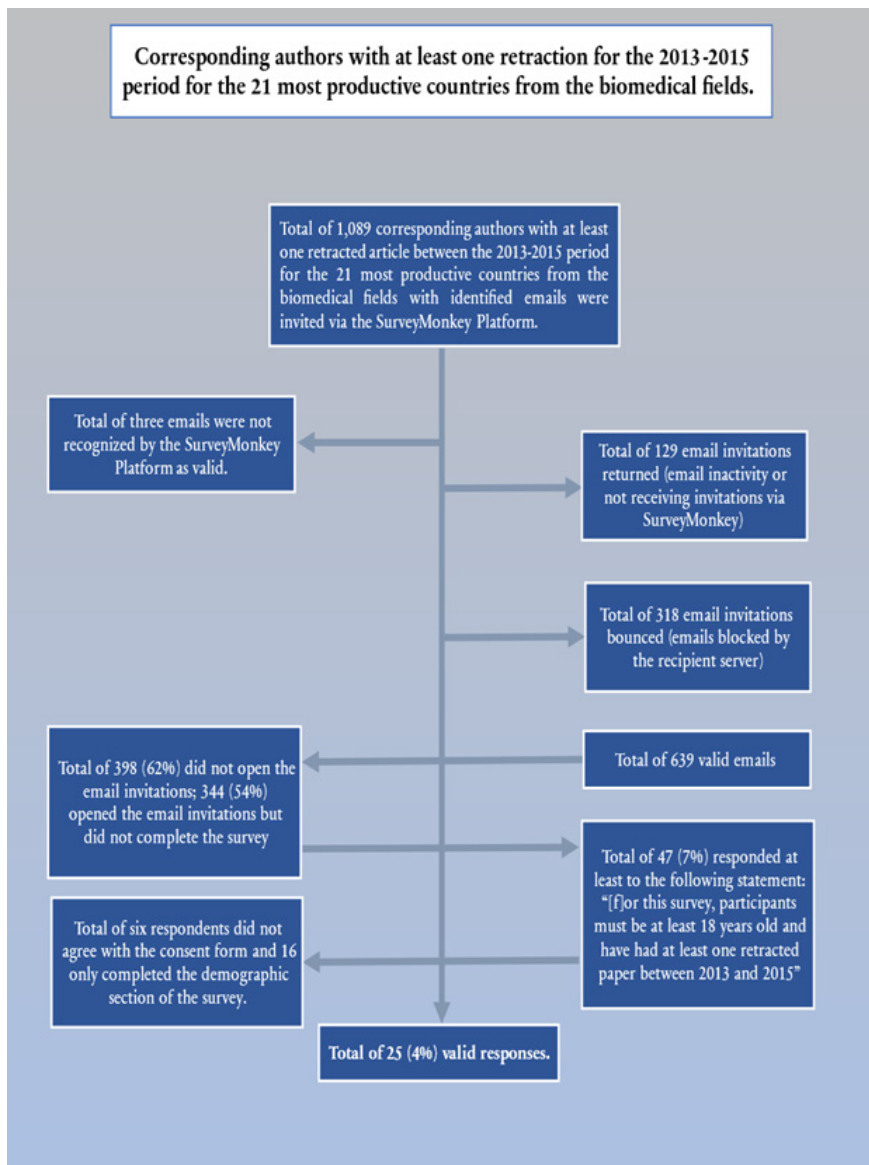 Corresponding authors with at least one retraction for the 2013-2015
period for the 21 most productive countries from the biomedical fields.
Total of 1,089 corresponding authors with at least
one retracted article between the 2013-2015 period
for the 21 most productive countries from the
biomedical fields with identified emails were
invited via the SurveyMonkey Platform.
Total of three emails were not
recognized by the SurveyMonkey
Platform as valid.
Total of 129 email invitations
returned (email inactivity or
not receiving invitations via
SurveyMonkey)
Total of 318 email invitations
bounced (emails blocked by
the recipient server)
Total of 639 valid emails
Total of 398 (62%) did not open the
email invitations; 344 (54%)
opened the email invitations but
did not complete the survey
Total of 47 (7%) responded at
least to the following statement:
“[f]or this survey, participants
must be at least 18 years old and
have had at least one retracted
paper between 2013 and 2015”
Total of six respondents did not
agree with the consent form and 16
only completed the demographic
section of the survey.
Total of 25 (4%) valid responses.